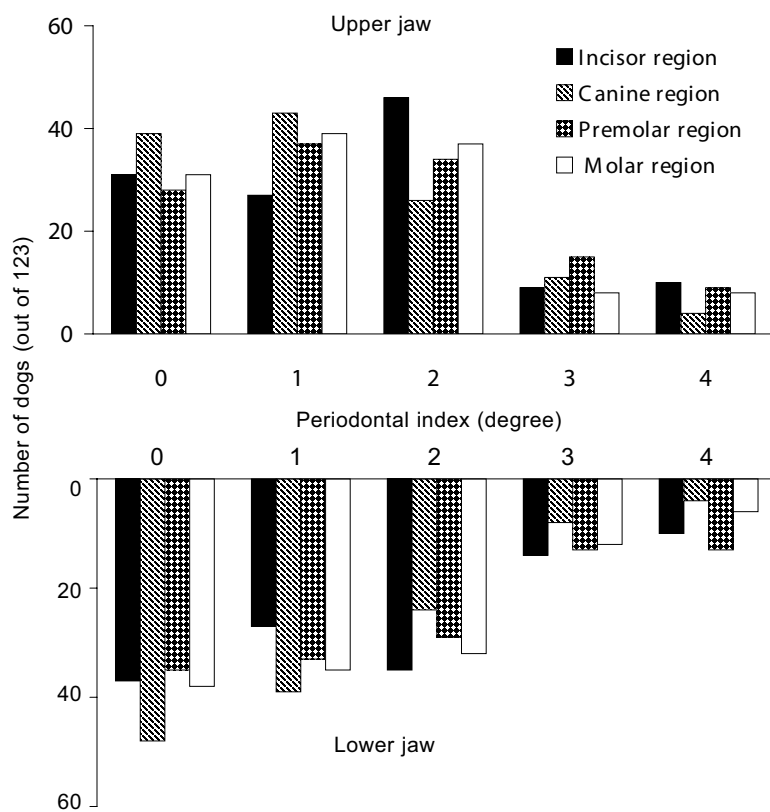 60
Upper jaw
Incisor region
Canine region
Premolar region
Molar region
40
20
0
0 1 2 3 4
Number of dogs (out of 123)
Periodontal index (degree)
0 1 2 3 4
0
20
40
Lower jaw
60